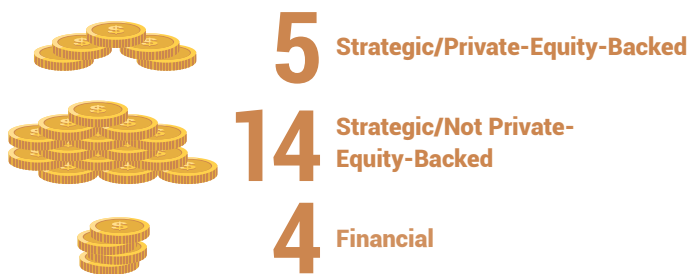 5 Strategic/Private-Equity-Backed
14 Strategic/Not Private-
Equity-Backed
4 Financial